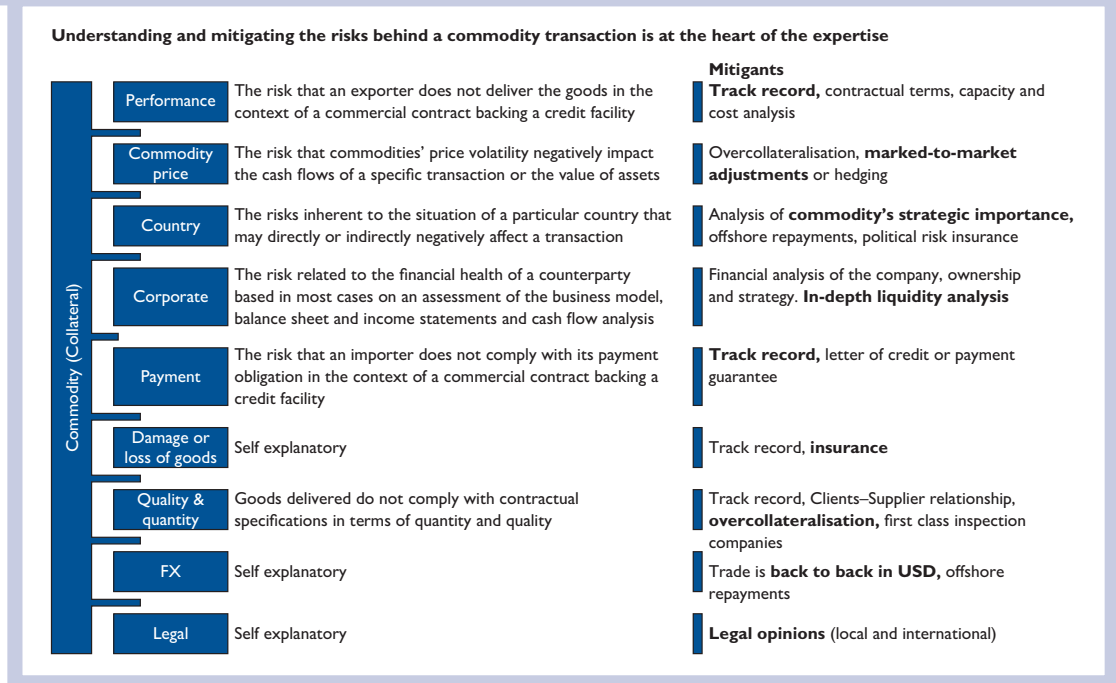 Understanding and mitigating the risks behind a commodity transaction is at the heart of the expertise
Mitigants
Commodity (Collateral)
Performance
The risk that an exporter does not deliver the goods in the
context of a commercial contract backing a credit facility
Track record, contractual terms, capacity and
cost analysis
Commodity
price
The risk that commodities’ price volatility negatively impact
the cash flows of a specific transaction or the value of assets
Overcollateralisation, marked-to-market
adjustments or hedging
Country
The risks inherent to the situation of a particular country that
may directly or indirectly negatively affect a transaction
Analysis of commodity’s strategic importance,
offshore repayments, political risk insurance
Corporate
The risk related to the financial health of a counterparty
based in most cases on an assessment of the business model,
balance sheet and income statements and cash flow analysis
Financial analysis of the company, ownership
and strategy. In-depth liquidity analysis
Payment
The risk that an importer does not comply with its payment
obligation in the context of a commercial contract backing a
credit facility
Track record, letter of credit or payment
guarantee
Damage or
loss of goods
Self explanatory
Track record, insurance
Quality &
quantity
Goods delivered do not comply with contractual
specifications in terms of quantity and quality
Track record, Clients–Supplier relationship,
overcollateralisation, first class inspection
companies
FX
Self explanatory
Trade is back to back in USD, offshore
repayments
Legal
Self explanatory
Legal opinions (local and international)